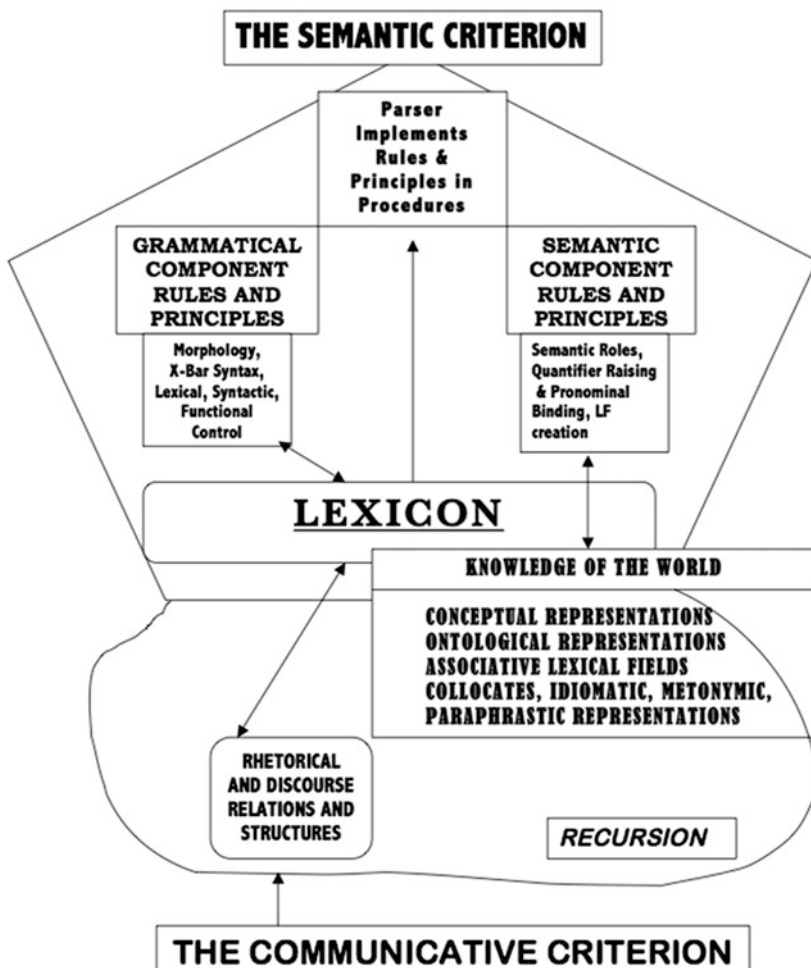 THE SEMANTIC CRITERION
Parser
Implements
Rules &
Principles in
Procedures
GRAMMATICAL
COMPONENT
RULES AND
PRINCIPLES
SEMANTIC
COMPONENT
RULES AND
PRINCIPLES
Morphology,
X-Bar Syntax,
Lexical, Syntactic,
Functional
Control
Semantic Roles,
Quantifier Raising
& Pronominal
Binding, LF
creation
LEXICON
KNOWLEDGE OF THE WORLD
CONCEPTUAL REPRESENTATIONS
ONTOLOGICAL REPRESENTATIONS
ASSOCIATIVE LEXICAL FIELDS
COLLOCATES, IDIOMATIC, METONYMIC,
PARAPHRASTIC REPRESENTATIONS
RHETORICAL
AND DISCOURSE
RELATIONS AND
STRUCTURES
RECURSION
THE COMMUNICATIVE CRITERION